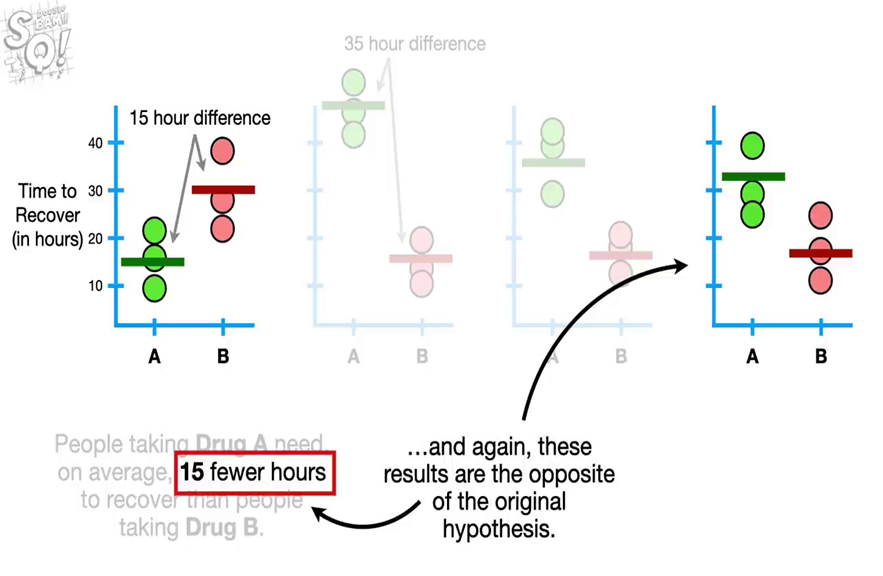 SQ!
DOUBLE
BAM!!!
35 hour difference
15 hour difference
Time to
Recover
(in hours)
40
30
20
10
A
B
A
B
A
B
A
B
People taking Drug A need,
on average, 15 fewer hours
to recover than people
taking Drug B.
...and again, these
results are the opposite
of the original
hypothesis.